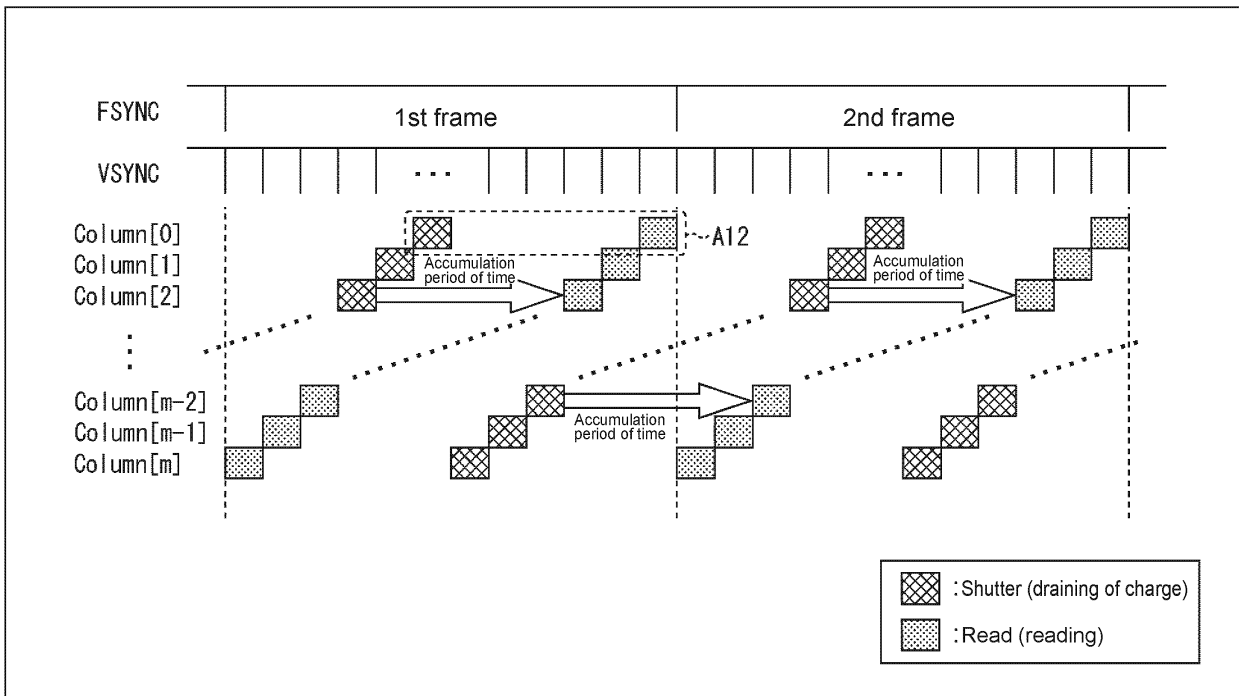 FSYNC
1st frame
2nd frame
VSYNC
...
...
Column[0]
A12
Column[1]
Accumulation
period of time
Accumulation
period of time
Column[2]
Column[m-2]
Column[m-1]
Accumulation
period of time
Column[m]
:Shutter (draining of charge)
:Read (reading)